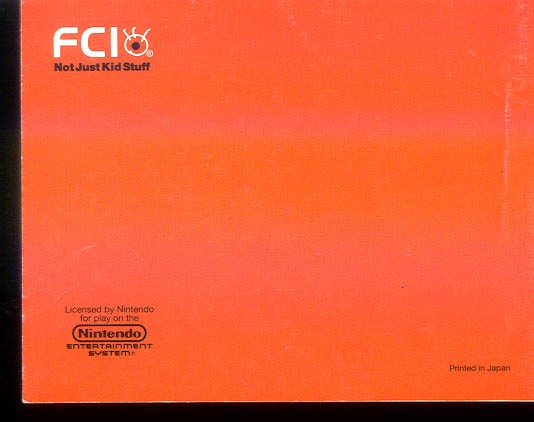 FCI®
Not Just Kid Stuff
Licensed by Nintendo
for play on the
Nintendo
ENTERTAINMENT
SYSTEM®
Printed in Japan